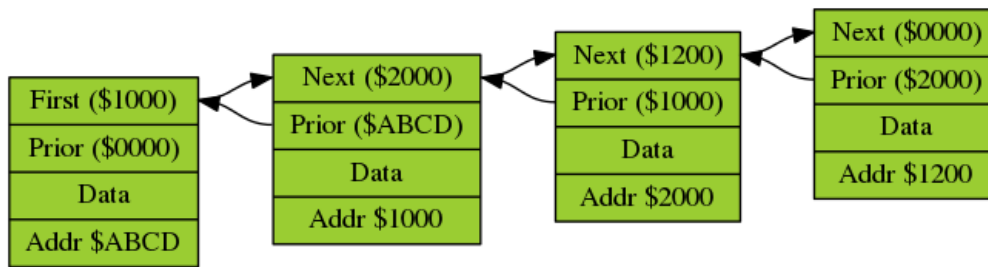 First ($1000)
Prior ($0000)
Data
Addr $ABCD
Next ($2000)
Prior ($ABCD)
Data
Addr $1000
Next ($1200)
Prior ($1000)
Data
Addr $2000
Next ($0000)
Prior ($2000)
Data
Addr $1200